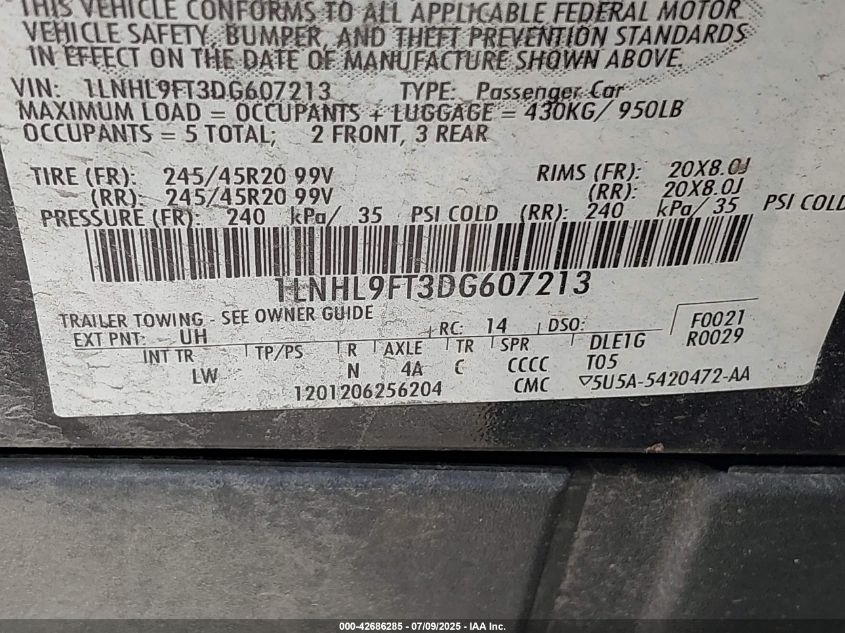 THIS VEHICLE CONFORMS TO ALL APPLICABLE FEDERAL MOTOR
VEHICLE SAFETY, BUMPER, AND THEFT PREVENTION STANDARDS
IN EFFECT ON THE DATE OF MANUFACTURE SHOWN ABOVE.
VIN: 1LNHL9FT3DG607213 TYPE: Passenger Car
MAXIMUM LOAD = OCCUPANTS + LUGGAGE = 430KG/ 950LB
OCCUPANTS = 5 TOTAL; 2 FRONT, 3 REAR
TIRE (FR): 245/45R20 99V RIMS (FR): 20X8.0J
(RR): 245/45R20 99V (RR): 20X8.0J
PRESSURE (FR): 240 kPa/ 35 PSI COLD (RR): 240 kPa/ 35 PSI COLD
1LNHL9FT3DG607213
TRAILER TOWING - SEE OWNER GUIDE
EXT PNT: UH RC: 14 DSO: DLE1G F0021
R0029
INT TR TP/PS R AXLE TR SPR T05
LW N 4A C CCCC
1201206256204 CMC ▽5U5A-5420472-AA
000-42686285 / 07/09/2025 - IAA Inc.